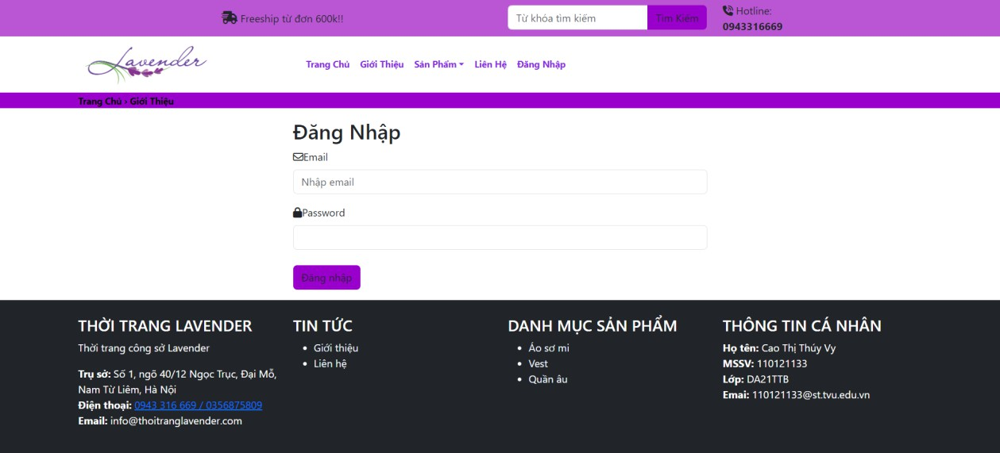 Freeship từ đơn 600k!!
Từ khóa tìm kiếm
Tìm Kiếm
Hotline:
0943316669
Lavender
Trang Chủ Giới Thiệu Sản Phẩm Liên Hệ Đăng Nhập
Trang Chủ › Giới Thiệu
Đăng Nhập
Email
Nhập email
Password
Đăng nhập
THỜI TRANG LAVENDER
Thời trang công sở Lavender
Trụ sở: Số 1, ngõ 40/12 Ngọc Trục, Đại Mỗ,
Nam Từ Liêm, Hà Nội
Điện thoại: 0943 316 669 / 0356875809
Email: info@thoitranglavender.com
TIN TỨC
Giới thiệu
Liên hệ
DANH MỤC SẢN PHẨM
Áo sơ mi
Vest
Quần âu
THÔNG TIN CÁ NHÂN
Họ tên: Cao Thị Thúy Vy
MSSV: 110121133
Lớp: DA21TTB
Emai: 110121133@st.tvu.edu.vn